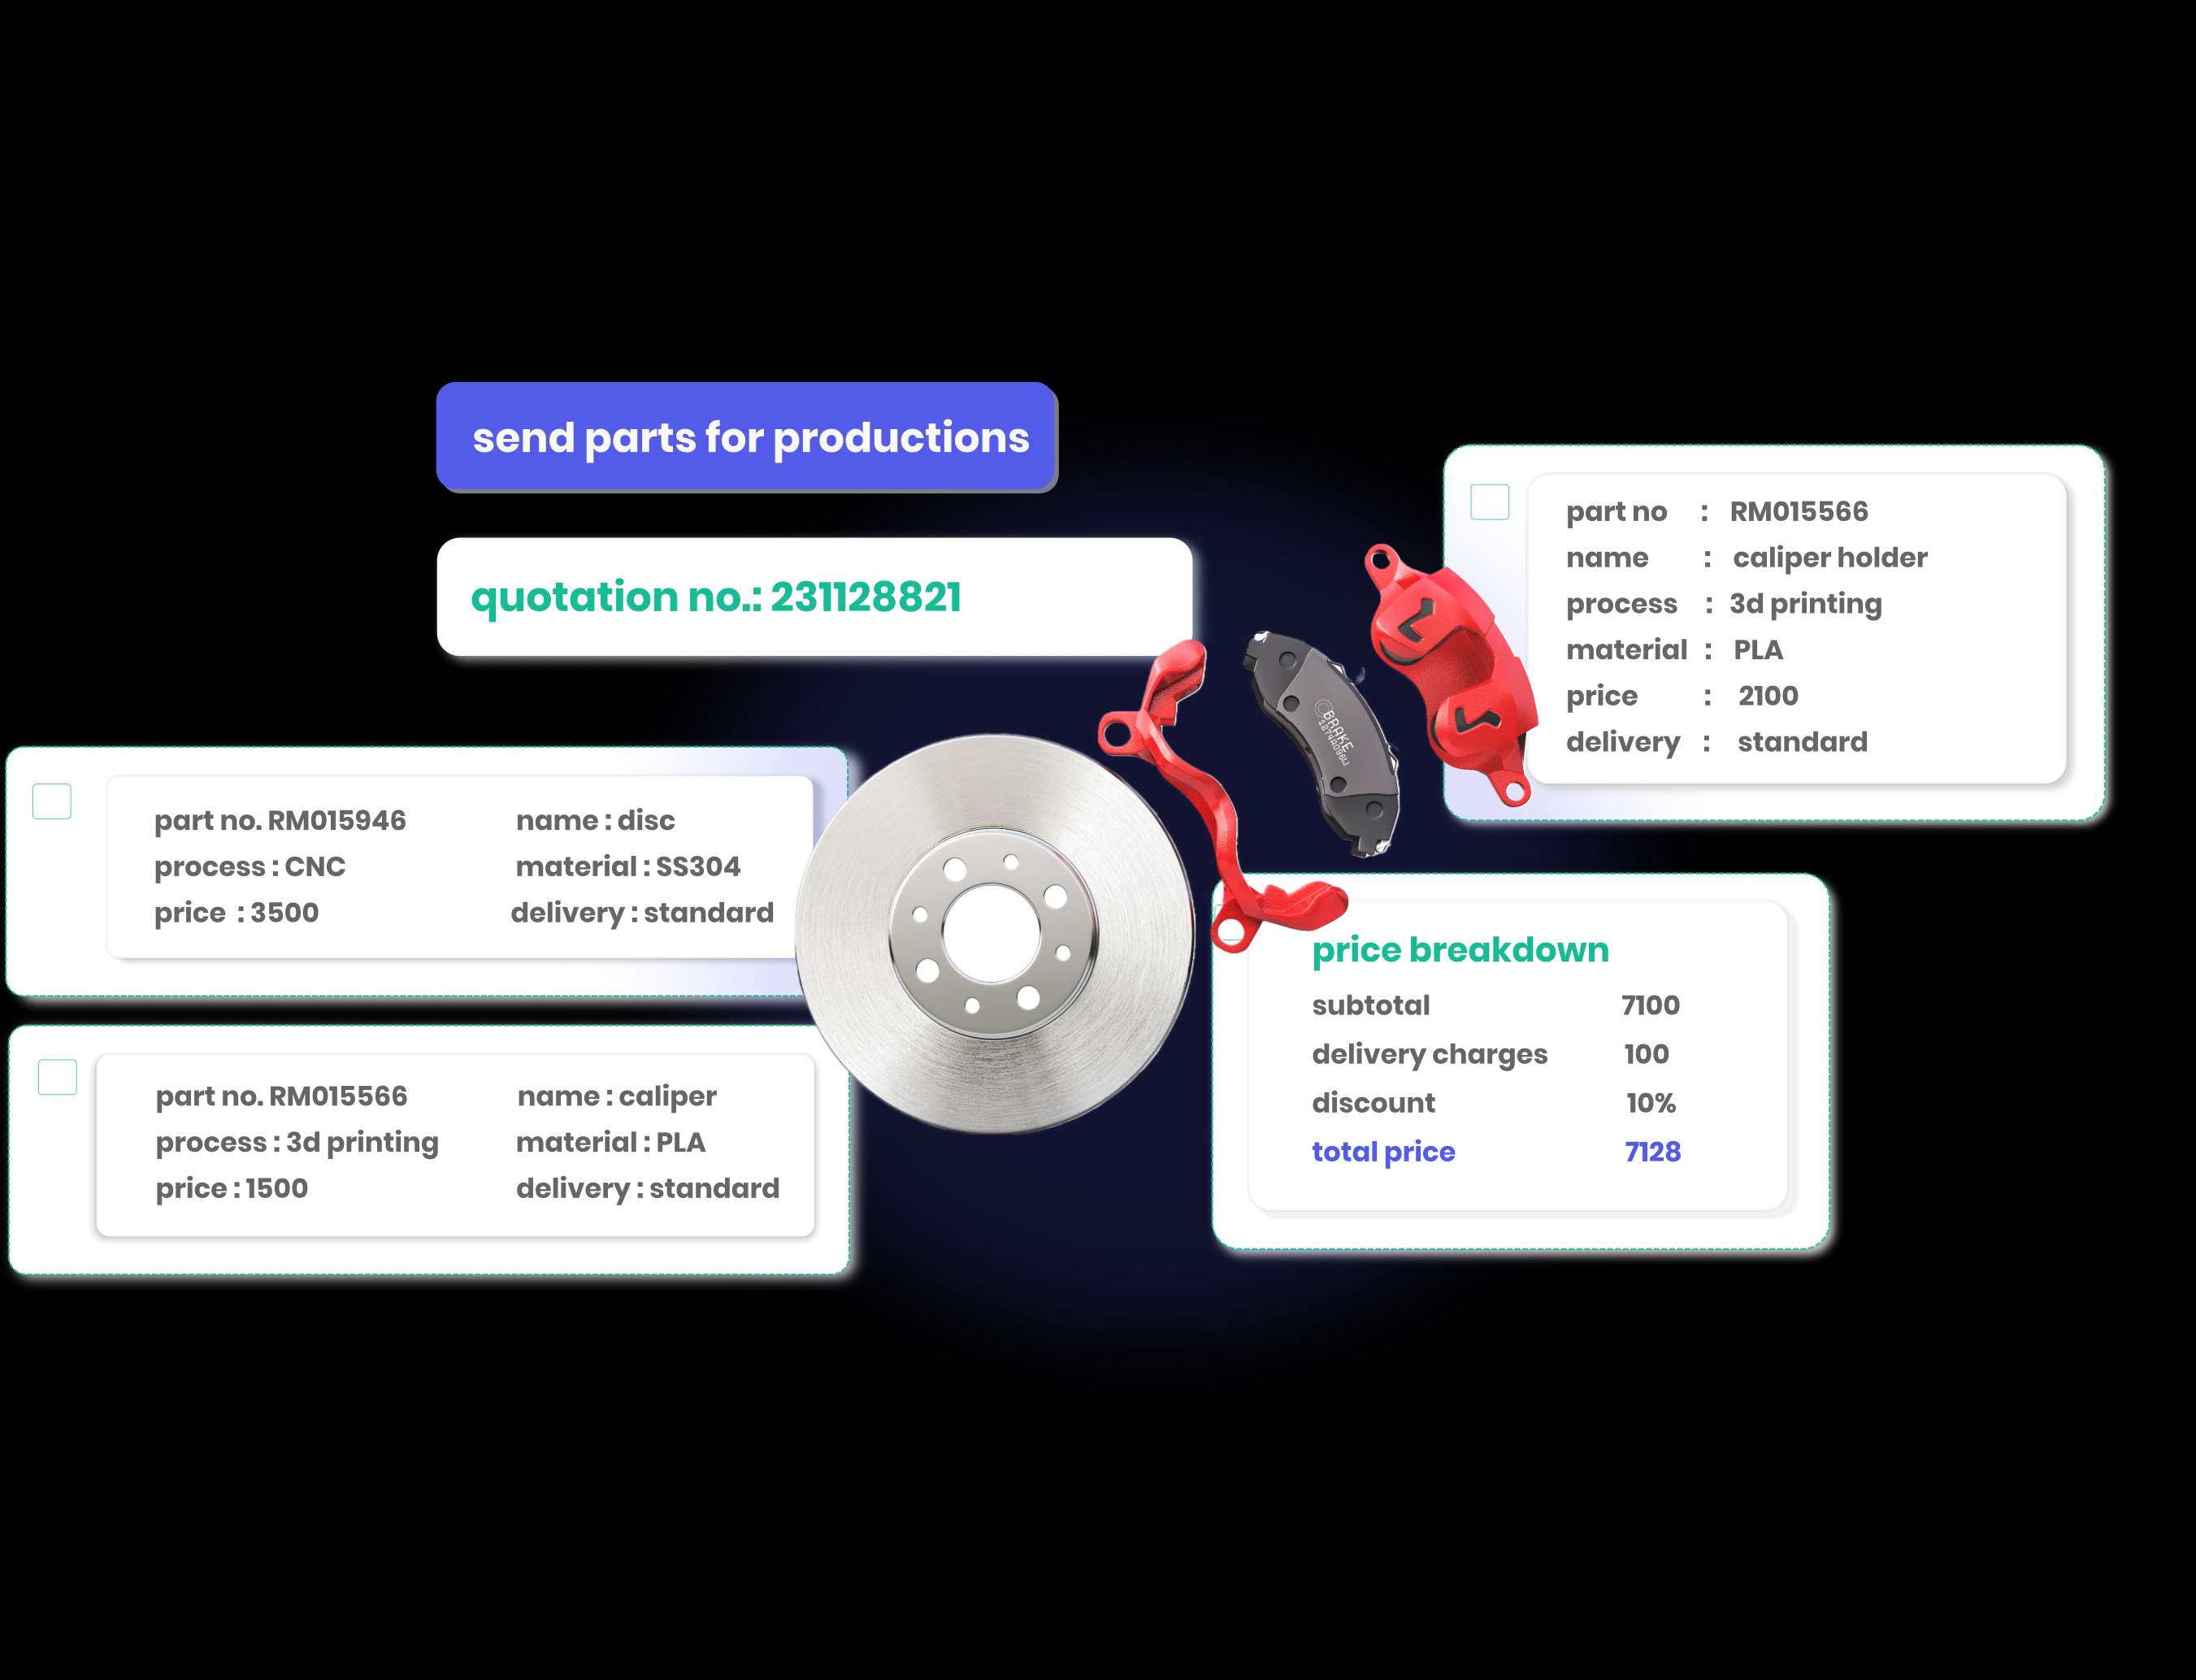 send parts for productions
quotation no.: 231128821
part no : RM015566
name : caliper holder
process : 3d printing
material : PLA
price : 2100
delivery : standard
BRAKE
part no. RM015946 name : disc
process : CNC material : SS304
price : 3500 delivery : standard
part no. RM015566 name : caliper
process : 3d printing material : PLA
price : 1500 delivery : standard
price breakdown
subtotal 7100
delivery charges 100
discount 10%
total price 7128